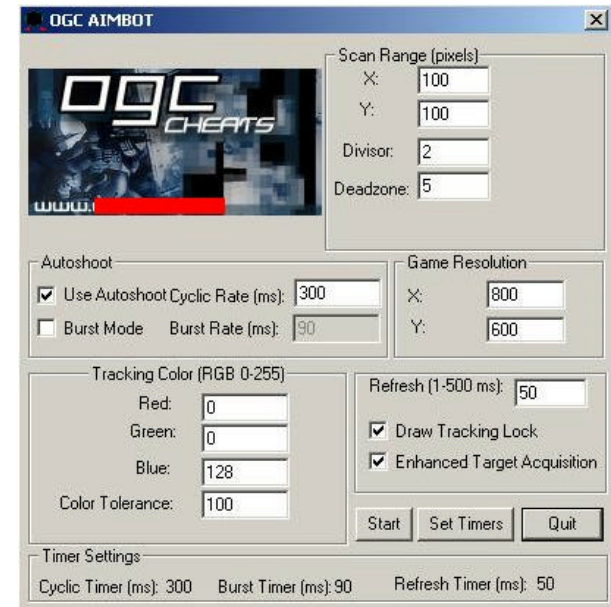 OGC AIMBOT
ogc
CHEATS
www.
Scan Range (pixels)
X: 100
Y: 100
Divisor: 2
Deadzone: 5
Autoshoot
Use Autoshoot Cyclic Rate (ms): 300
Burst Mode Burst Rate (ms): 90
Game Resolution
X: 800
Y: 600
Tracking Color (RGB 0-255)
Red: 0
Green: 0
Blue: 128
Color Tolerance: 100
Refresh (1-500 ms): 50
Draw Tracking Lock
Enhanced Target Acquisition
Start Set Timers Quit
Timer Settings
Cyclic Timer (ms): 300 Burst Timer (ms): 90 Refresh Timer (ms): 50